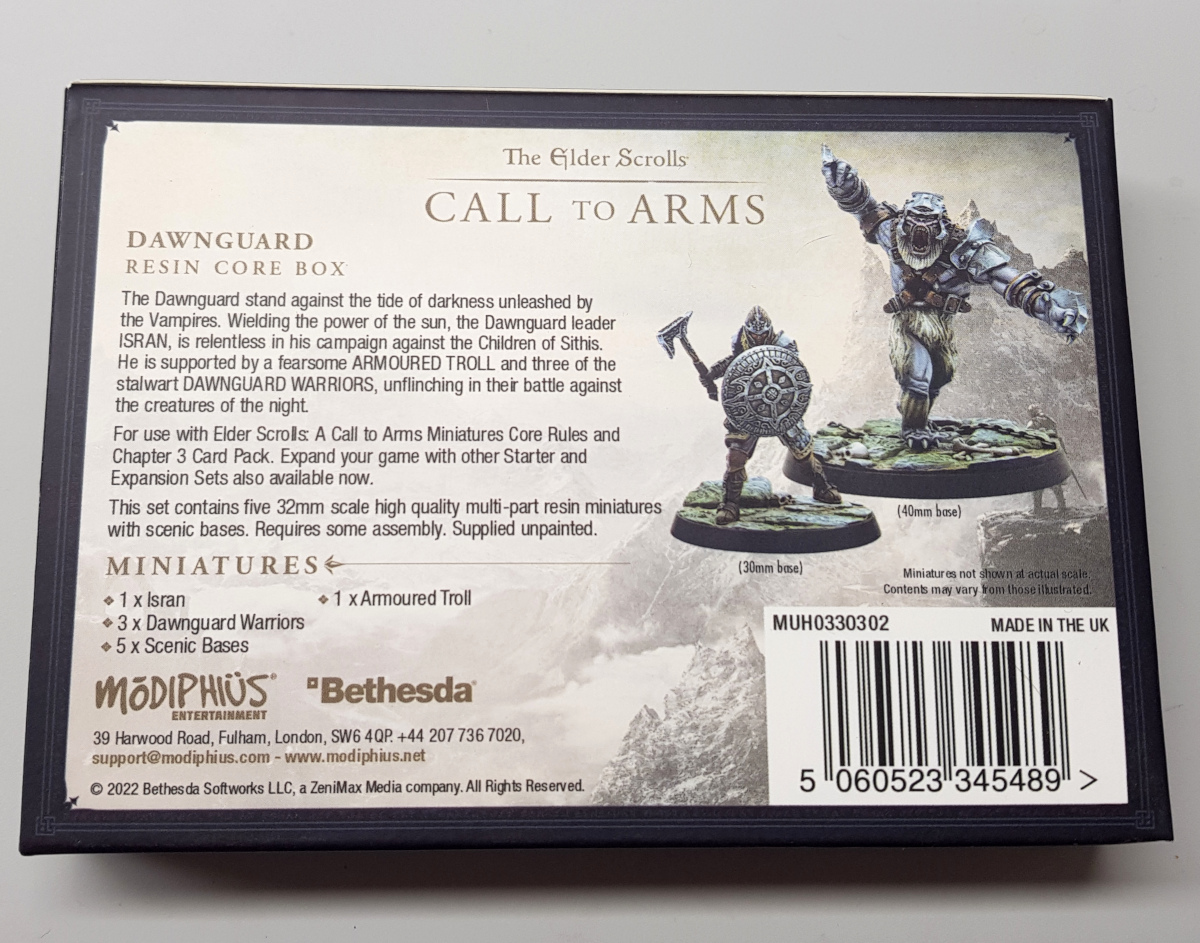 The Elder Scrolls
CALL TO ARMS
DAWNGUARD
RESIN CORE BOX
The Dawnguard stand against the tide of darkness unleashed by
the Vampires. Wielding the power of the sun, the Dawnguard leader
ISRAN, is relentless in his campaign against the Children of Sithis.
He is supported by a fearsome ARMOURED TROLL and three of the
stalwart DAWNGUARD WARRIORS, unflinching in their battle against
the creatures of the night.
For use with Elder Scrolls: A Call to Arms Miniatures Core Rules and
Chapter 3 Card Pack. Expand your game with other Starter and
Expansion Sets also available now.
This set contains five 32mm scale high quality multi-part resin miniatures
with scenic bases. Requires some assembly. Supplied unpainted.
MINIATURES
1 x Isran
1 x Armoured Troll
3 x Dawnguard Warriors
5 x Scenic Bases
(40mm base)
(30mm base)
Miniatures not shown at actual scale.
Contents may vary from those illustrated.
MŌDIPHIÜS®
ENTERTAINMENT
Bethesda®
39 Harwood Road, Fulham, London, SW6 4QP. +44 207 736 7020,
support@modiphius.com - www.modiphius.net
© 2022 Bethesda Softworks LLC, a ZeniMax Media company. All Rights Reserved.
MUH0330302 MADE IN THE UK
5 060523 345489 >